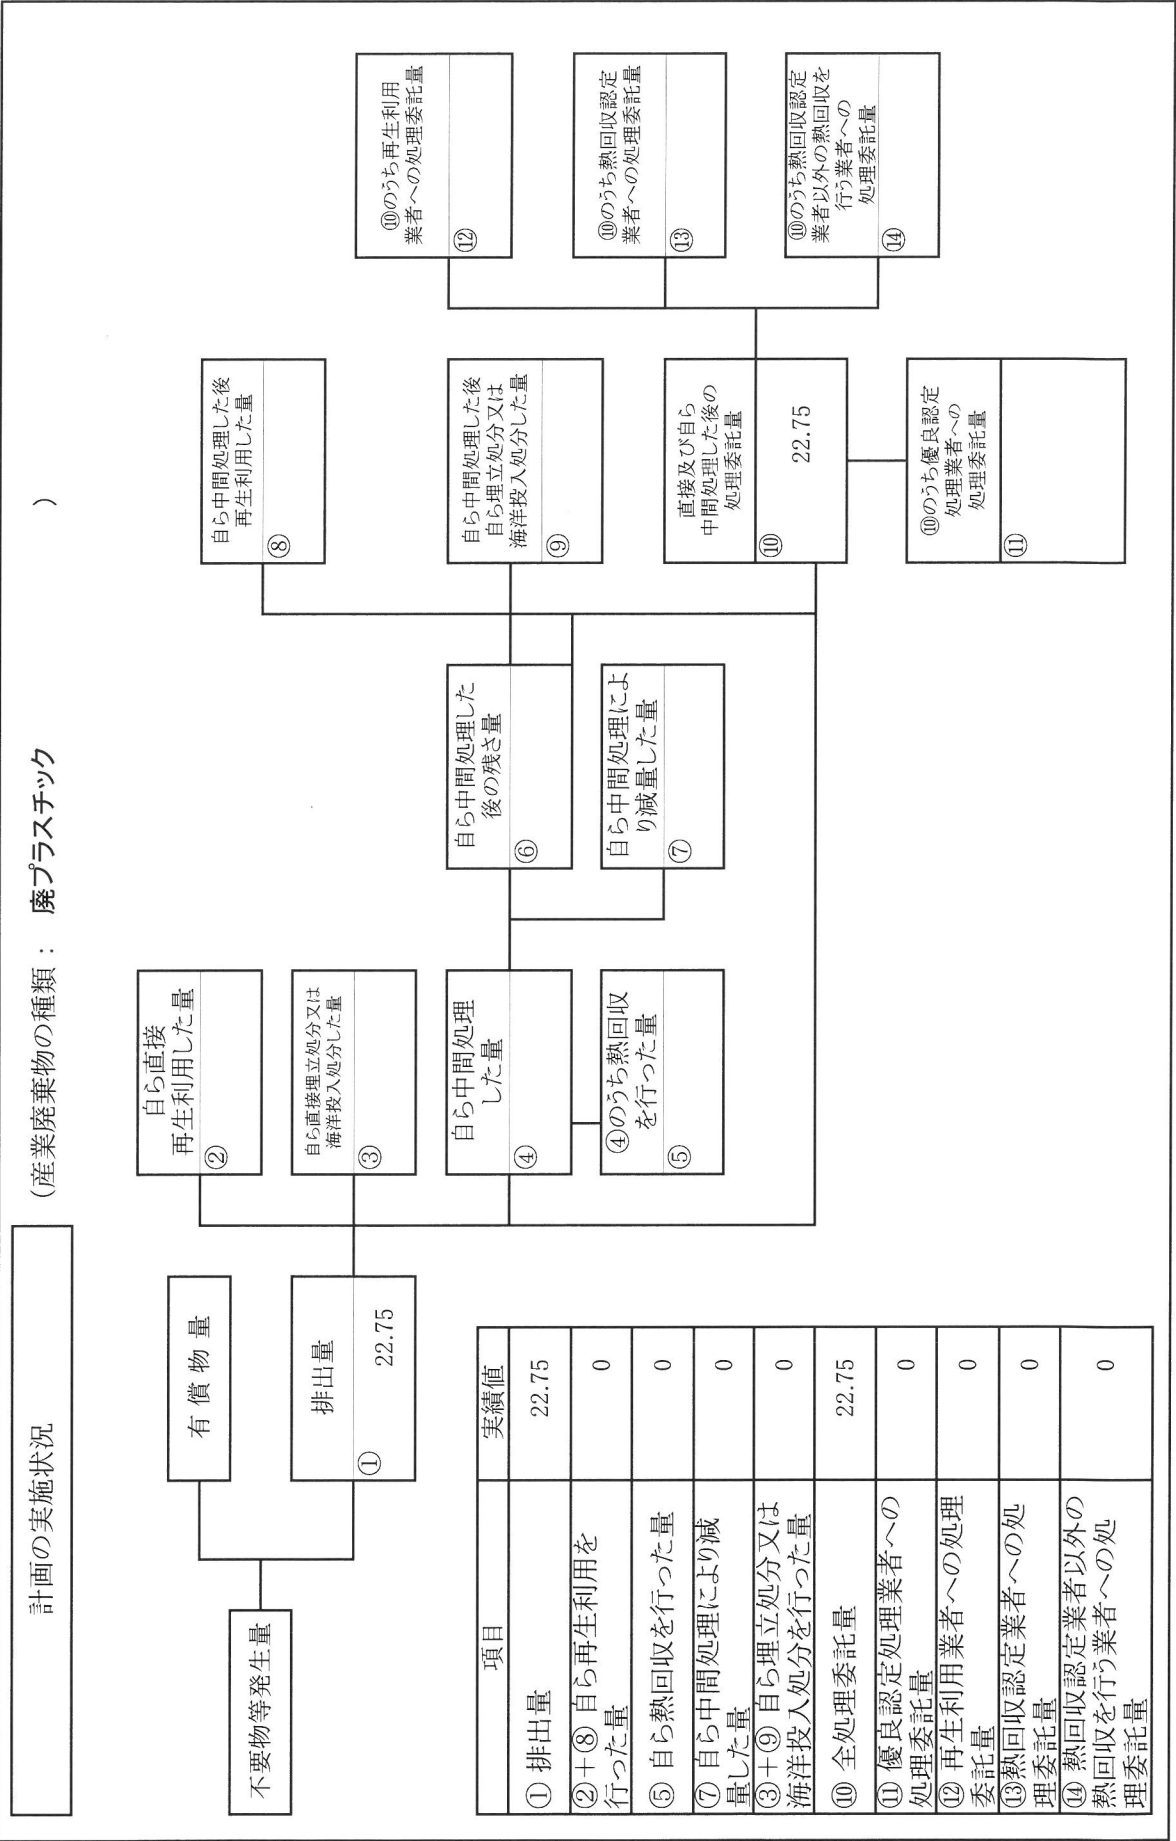 計画の実施状況
(産業廃棄物の種類： 廃プラスチック )
不要物等発生量
有償物量
排出量
① 22.75
自ら直接
再生利用した量
②
自ら直接埋立処分又は
海洋投入処分した量
③
自ら中間処理
した量
④
④のうち熱回収
を行った量
⑤
自ら中間処理した
後の残さ量
⑥
自ら中間処理によ
り減量した量
⑦
自ら中間処理した後
再生利用した量
⑧
自ら中間処理した後
自ら埋立処分又は
海洋投入処分した量
⑨
直接及び自ら
中間処理した後の
処理委託量
⑩ 22.75
⑩のうち優良認定
処理業者への
処理委託量
⑪
⑩のうち再生利用
業者への処理委託量
⑫
⑩のうち熱回収認定
業者への処理委託量
⑬
⑩のうち熱回収認定
業者以外の熱回収を
行う業者への
処理委託量
⑭
項目 実績値
① 排出量 22.75
②＋⑧ 自ら再生利用を
行った量 0
⑤ 自ら熱回収を行った量 0
⑦ 自ら中間処理により減
量した量 0
③＋⑨ 自ら埋立処分又は
海洋投入処分を行った量 0
⑩ 全処理委託量 22.75
⑪ 優良認定処理業者への
処理委託量 0
⑫ 再生利用業者への処理
委託量 0
⑬熱回収認定業者への処
理委託量 0
⑭ 熱回収認定業者以外の
熱回収を行う業者への処
理委託量 0